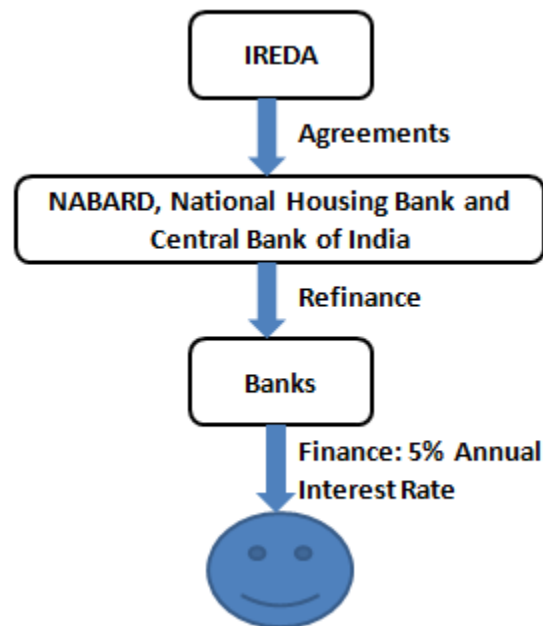 IREDA
Agreements
NABARD, National Housing Bank and
Central Bank of India
Refinance
Banks
Finance: 5% Annual
Interest Rate